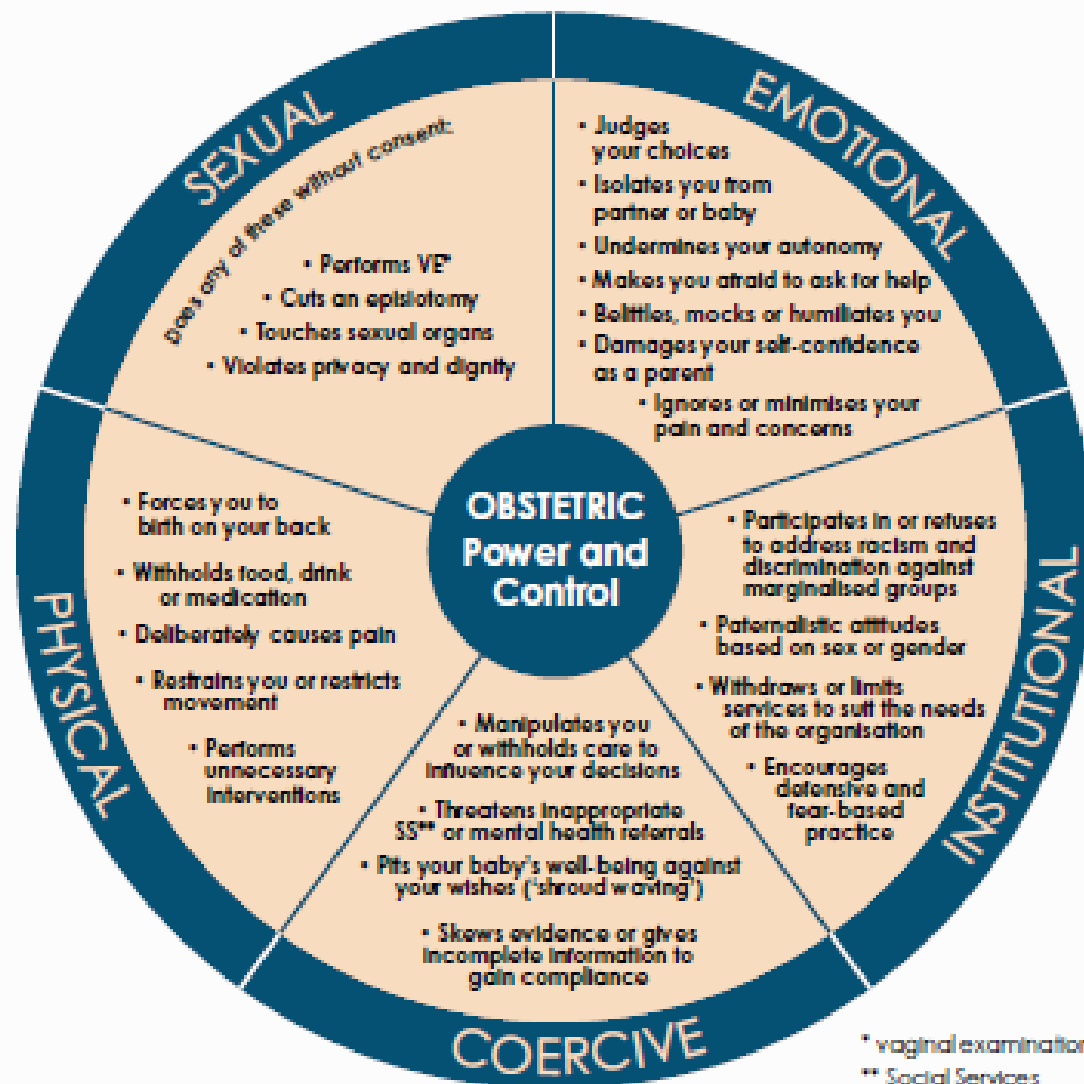 SEXUAL
Does any of these without consent:
• Performs VE*
• Cuts an episiotomy
• Touches sexual organs
• Violates privacy and dignity
EMOTIONAL
• Judges
your choices
• Isolates you from
partner or baby
• Undermines your autonomy
• Makes you afraid to ask for help
• Belittles, mocks or humiliates you
• Damages your self-confidence
as a parent
• Ignores or minimises your
pain and concerns
OBSTETRIC
Power and
Control
PHYSICAL
• Forces you to
birth on your back
• Withholds food, drink
or medication
• Deliberately causes pain
• Restrains you or restricts
movement
• Performs
unnecessary
interventions
INSTITUTIONAL
• Participates in or refuses
to address racism and
discrimination against
marginalised groups
• Paternalistic attitudes
based on sex or gender
• Withdraws or limits
services to suit the needs
of the organisation
• Encourages
defensive and
fear-based
practice
COERCIVE
• Manipulates you
or withholds care to
influence your decisions
• Threatens inappropriate
SS** or mental health referrals
• Pits your baby's well-being against
your wishes ('shroud waving')
• Skews evidence or gives
incomplete information to
gain compliance
* vaginal examination
** Social Services